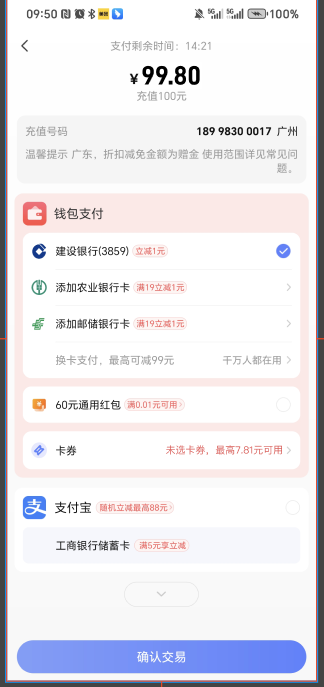 09:50 5G 5G 100%
支付剩余时间：14:21
¥99.80
充值100元
充值号码 189 9830 0017 广州
温馨提示 广东，折扣减免金额为赠金 使用范围详见常见问
题。
钱包支付
建设银行(3859) 立减1元
添加农业银行卡 满19立减1元
添加邮储银行卡 满19立减1元
换卡支付，最高可减99元 千万人都在用
60元通用红包 满0.01元可用
卡券 未选卡券，最高7.81元可用
支 支付宝 随机立减最高88元
工商银行储蓄卡 满5元享立减
确认交易